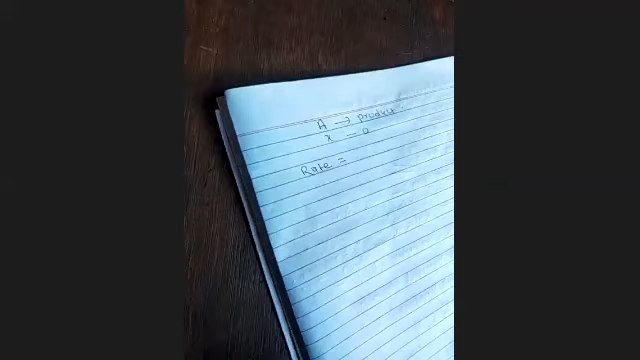 A → product
x = 0
Rate =